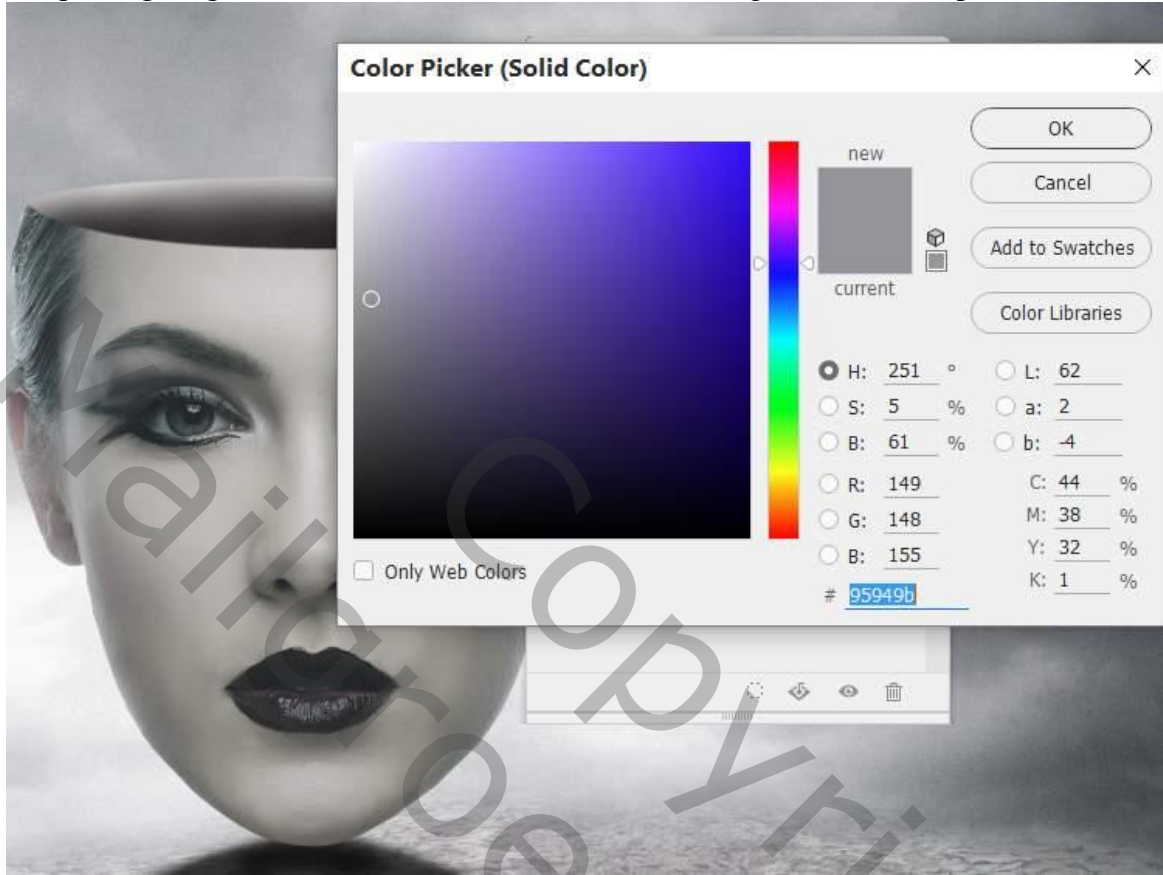 Color Picker (Solid Color)
new
current
OK
Cancel
Add to Swatches
Color Libraries
H: 251 °
S: 5 %
B: 61 %
R: 149
G: 148
B: 155
# 95949b
L: 62
a: 2
b: -4
C: 44 %
M: 38 %
Y: 32 %
K: 1 %
Only Web Colors